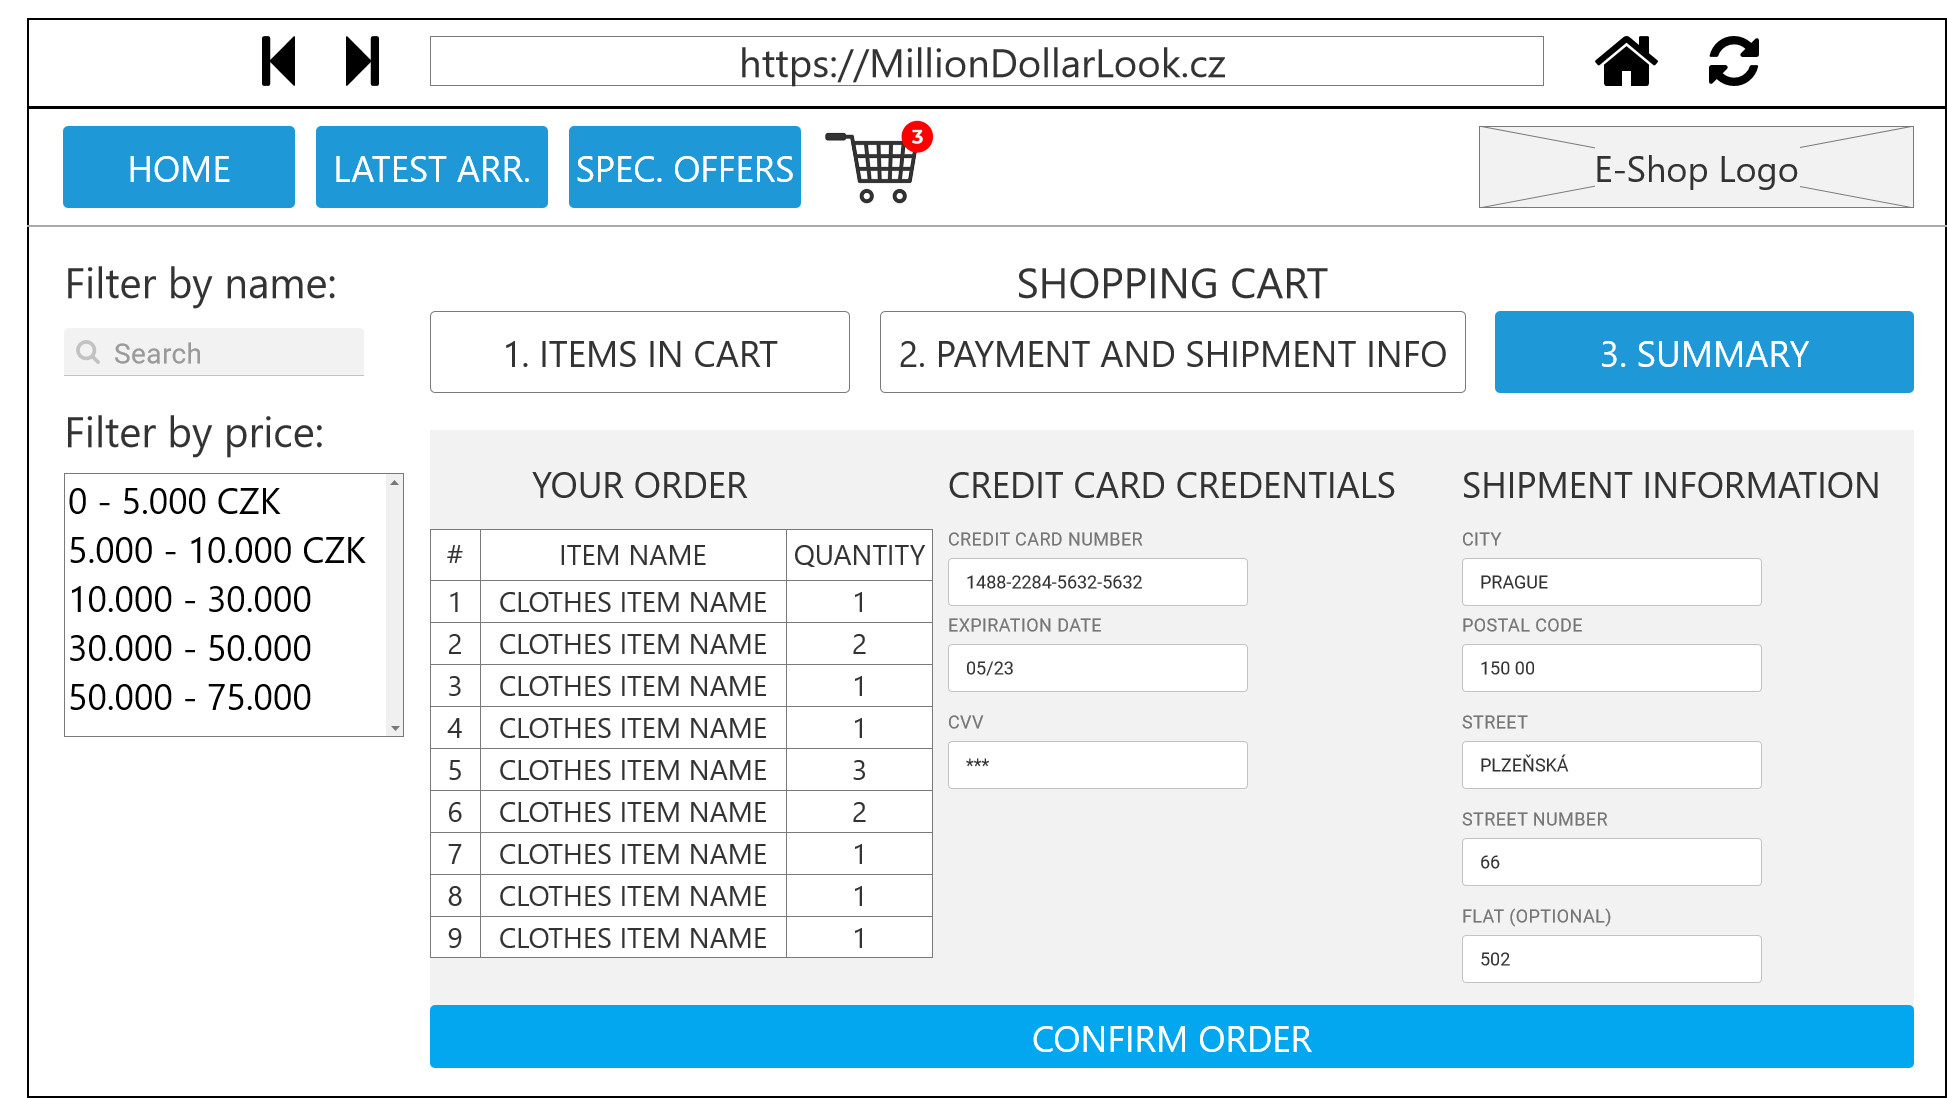 https://MillionDollarLook.cz
HOME
LATEST ARR.
SPEC. OFFERS
3
E-Shop Logo
Filter by name:
Search
Filter by price:
0 - 5.000 CZK
5.000 - 10.000 CZK
10.000 - 30.000
30.000 - 50.000
50.000 - 75.000
SHOPPING CART
1. ITEMS IN CART
2. PAYMENT AND SHIPMENT INFO
3. SUMMARY
YOUR ORDER
# ITEM NAME QUANTITY
1 CLOTHES ITEM NAME 1
2 CLOTHES ITEM NAME 2
3 CLOTHES ITEM NAME 1
4 CLOTHES ITEM NAME 1
5 CLOTHES ITEM NAME 3
6 CLOTHES ITEM NAME 2
7 CLOTHES ITEM NAME 1
8 CLOTHES ITEM NAME 1
9 CLOTHES ITEM NAME 1
CREDIT CARD CREDENTIALS
CREDIT CARD NUMBER
1488-2284-5632-5632
EXPIRATION DATE
05/23
CVV
***
SHIPMENT INFORMATION
CITY
PRAGUE
POSTAL CODE
150 00
STREET
PLZEŇSKÁ
STREET NUMBER
66
FLAT (OPTIONAL)
502
CONFIRM ORDER